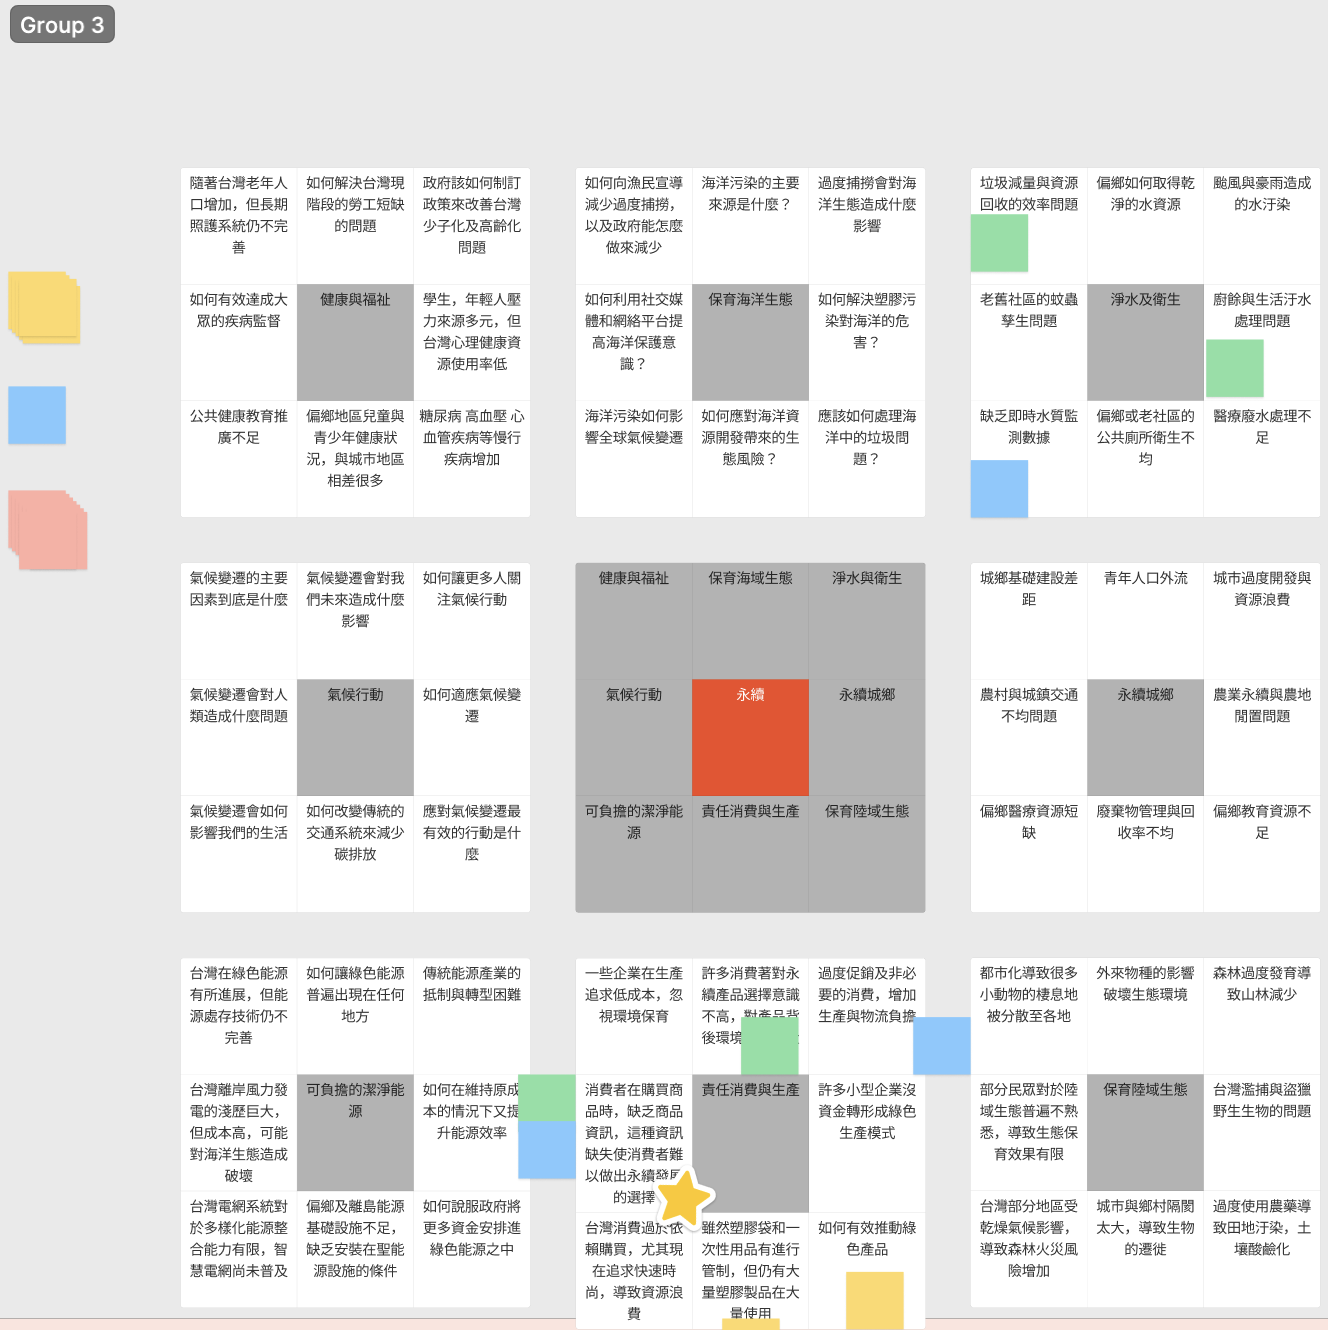 Group 3
隨著台灣老年人
口增加，但長期
照護系統仍不完
善
如何解決台灣現
階段的勞工短缺
的問題
政府該如何制訂
政策來改善台灣
少子化及高齡化
問題
如何有效達成大
眾的疾病監督
健康與福祉
學生，年輕人壓
力來源多元，但
台灣心理健康資
源使用率低
公共健康教育推
廣不足
偏鄉地區兒童與
青少年健康狀
況，與城市地區
相差很多
糖尿病 高血壓 心
血管疾病等慢行
疾病增加
如何向漁民宣導
減少過度捕撈，
以及政府能怎麼
做來減少
海洋污染的主要
來源是什麼？
過度捕撈會對海
洋生態造成什麼
影響
如何利用社交媒
體和網絡平台提
高海洋保護意
識？
保育海洋生態
如何解決塑膠污
染對海洋的危
害？
海洋污染如何影
響全球氣候變遷
如何應對海洋資
源開發帶來的生
態風險？
應該如何處理海
洋中的垃圾問
題？
垃圾減量與資源
回收的效率問題
偏鄉如何取得乾
淨的水資源
颱風與豪雨造成
的水汙染
老舊社區的蚊蟲
孳生問題
淨水及衛生
廚餘與生活汙水
處理問題
缺乏即時水質監
測數據
偏鄉或老社區的
公共廁所衛生不
均
醫療廢水處理不
足
氣候變遷的主要
因素到底是什麼
氣候變遷會對我
們未來造成什麼
影響
如何讓更多人關
注氣候行動
氣候變遷會對人
類造成什麼問題
氣候行動
如何適應氣候變
遷
氣候變遷會如何
影響我們的生活
如何改變傳統的
交通系統來減少
碳排放
應對氣候變遷最
有效的行動是什
麼
健康與福祉
保育海域生態
淨水與衛生
氣候行動
永續
永續城鄉
可負擔的潔淨能
源
責任消費與生產
保育陸域生態
城鄉基礎建設差
距
青年人口外流
城市過度開發與
資源浪費
農村與城鎮交通
不均問題
永續城鄉
農業永續與農地
閒置問題
偏鄉醫療資源短
缺
廢棄物管理與回
收率不均
偏鄉教育資源不
足
台灣在綠色能源
有所進展，但能
源處存技術仍不
完善
如何讓綠色能源
普遍出現在任何
地方
傳統能源產業的
抵制與轉型困難
台灣離岸風力發
電的淺歷巨大，
但成本高，可能
對海洋生態造成
破壞
可負擔的潔淨能
源
如何在維持原成
本的情況下又提
升能源效率
台灣電網系統對
於多樣化能源整
合能力有限，智
慧電網尚未普及
偏鄉及離島能源
基礎設施不足，
缺乏安裝在聖能
源設施的條件
如何說服政府將
更多資金安排進
綠色能源之中
一些企業在生產
追求低成本，忽
視環境保育
許多消費著對永
續產品選擇意識
不高，對產品背
後環境
過度促銷及非必
要的消費，增加
生產與物流負擔
消費者在購買商
品時，缺乏商品
資訊，這種資訊
缺失使消費者難
以做出永續發展
的選擇
責任消費與生產
許多小型企業沒
資金轉形成綠色
生產模式
台灣消費過於依
賴購買，尤其現
在追求快速時
尚，導致資源浪
費
雖然塑膠袋和一
次性用品有進行
管制，但仍有大
量塑膠製品在大
量使用
如何有效推動綠
色產品
都市化導致很多
小動物的棲息地
被分散至各地
外來物種的影響
破壞生態環境
森林過度發育導
致山林減少
部分民眾對於陸
域生態普遍不熟
悉，導致生態保
育效果有限
保育陸域生態
台灣濫捕與盜獵
野生生物的問題
台灣部分地區受
乾燥氣候影響，
導致森林火災風
險增加
城市與鄉村隔閡
太大，導致生物
的遷徙
過度使用農藥導
致田地汙染，土
壤酸鹼化